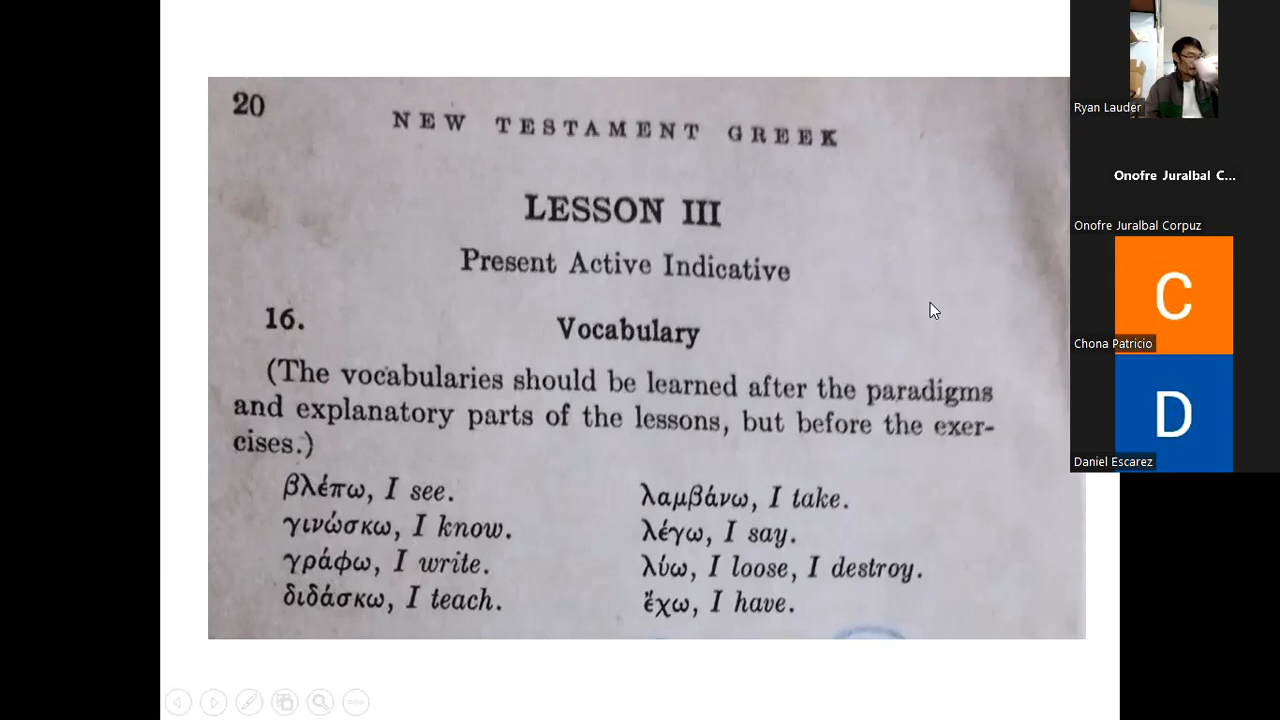 20
NEW TESTAMENT GREEK
LESSON III
Present Active Indicative
16.
Vocabulary
(The vocabularies should be learned after the paradigms
and explanatory parts of the lessons, but before the exer-
cises.)
βλέπω, I see.
γινώσκω, I know.
γράφω, I write.
διδάσκω, I teach.
λαμβάνω, I take.
λέγω, I say.
λύω, I loose, I destroy.
ἔχω, I have.
Ryan Lauder
Onofre Juralbal C...
Onofre Juralbal Corpuz
C
Chona Patricio
D
Daniel Escarez